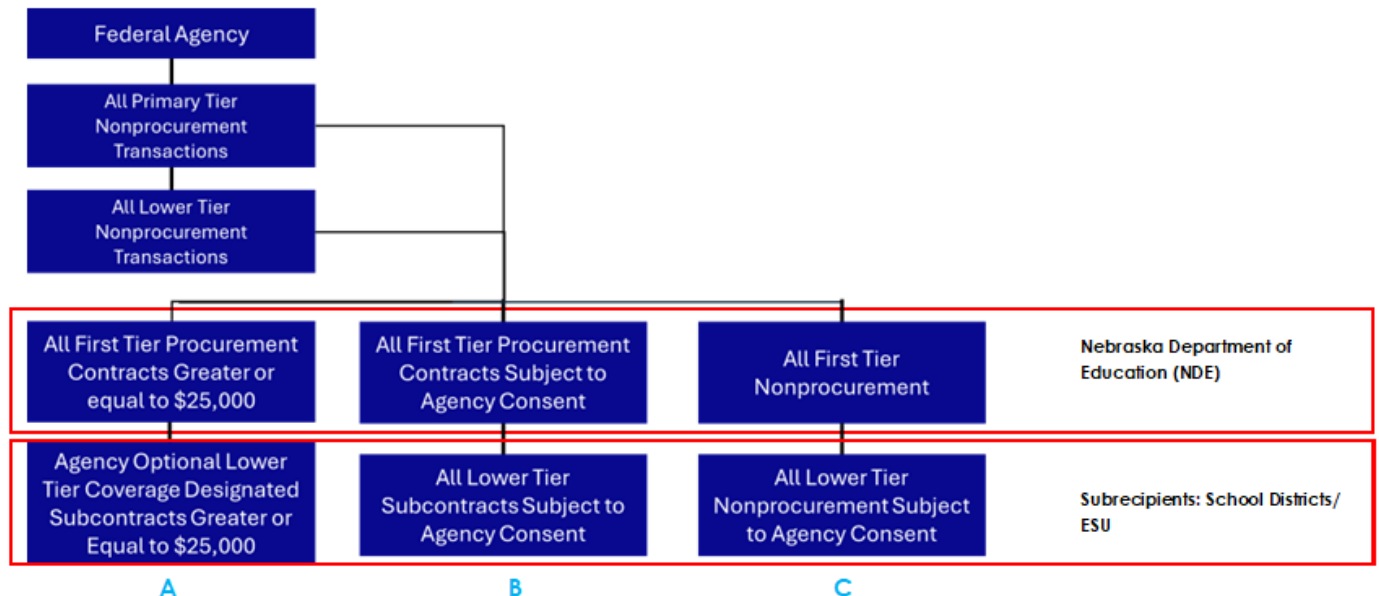 Federal Agency
All Primary Tier
Nonprocurement
Transactions
All Lower Tier
Nonprocurement
Transactions
All First Tier Procurement
Contracts Greater or
equal to $25,000
All First Tier Procurement
Contracts Subject to
Agency Consent
All First Tier
Nonprocurement
Nebraska Department of
Education (NDE)
Agency Optional Lower
Tier Coverage Designated
Subcontracts Greater or
Equal to $25,000
All Lower Tier
Subcontracts Subject to
Agency Consent
All Lower Tier
Nonprocurement Subject
to Agency Consent
Subrecipients: School Districts/
ESU
A
B
C